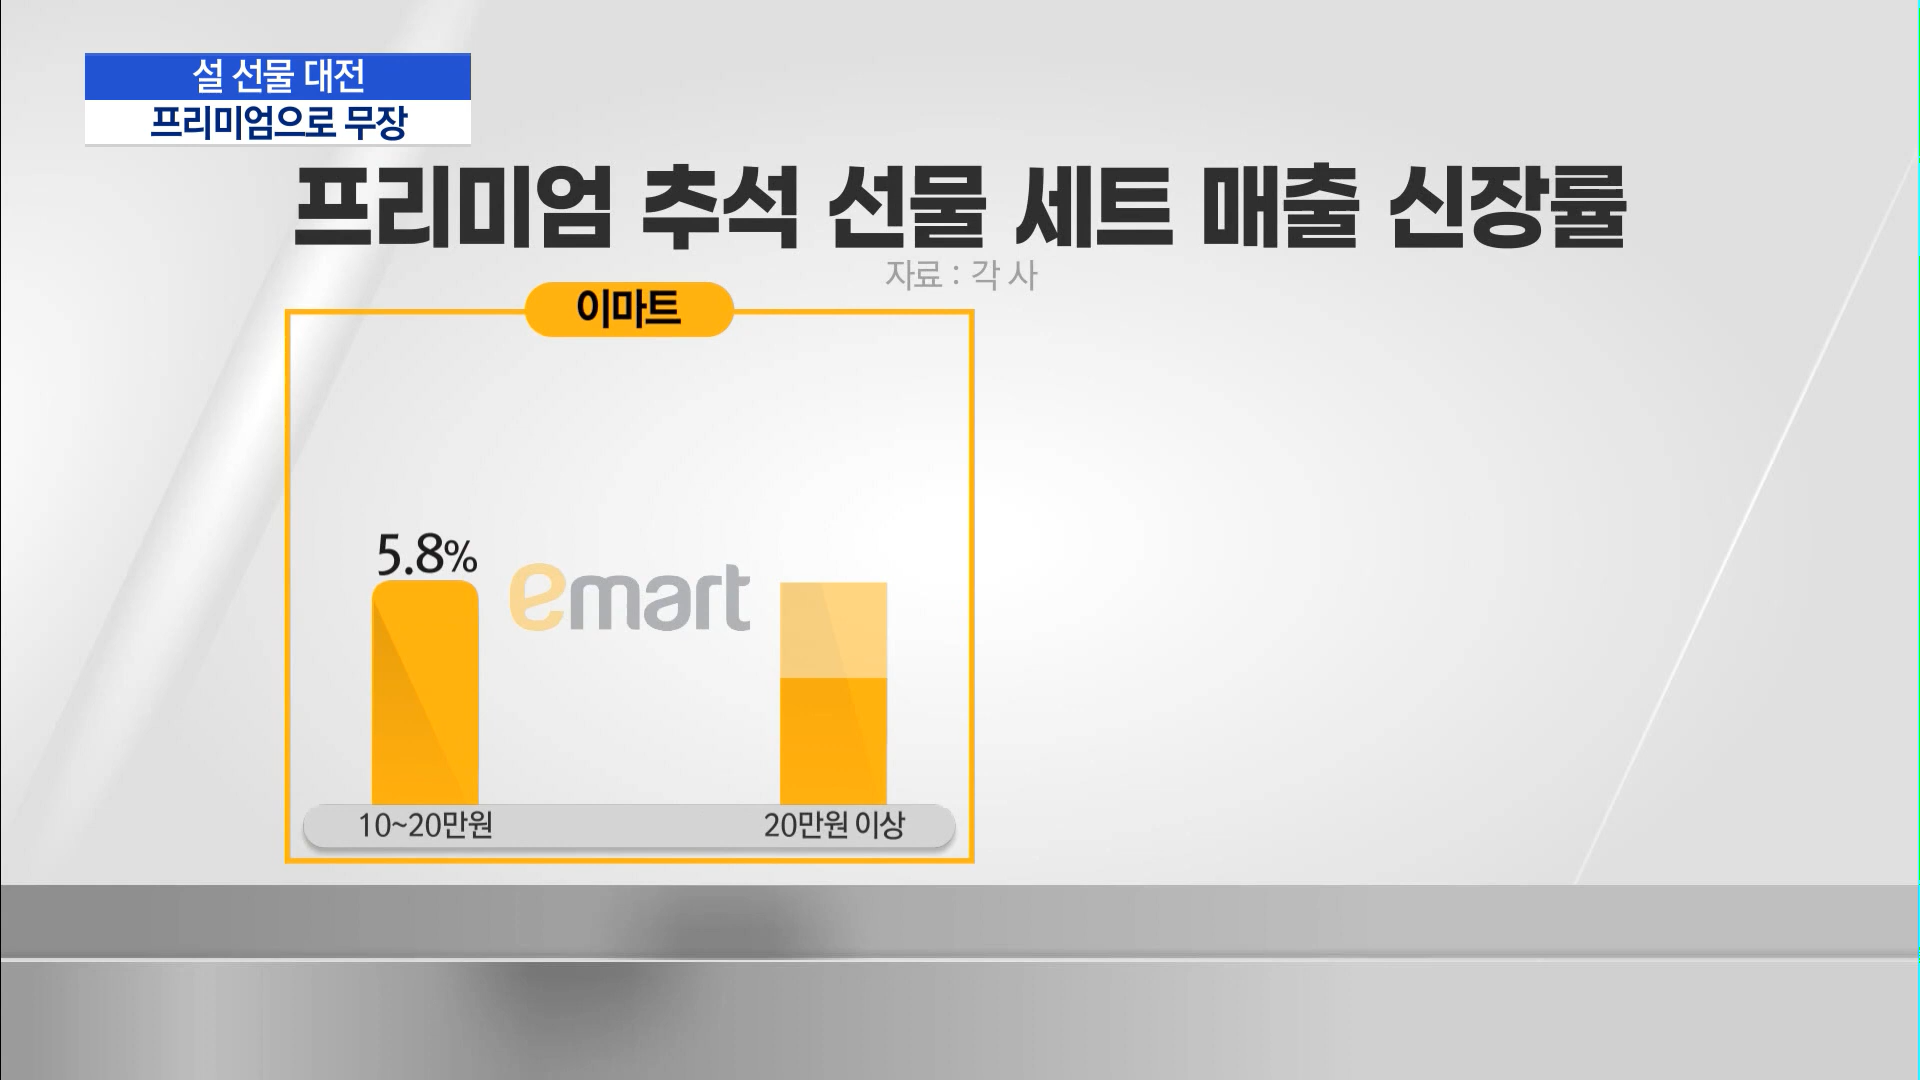 설 선물 대전
프리미엄으로 무장
프리미엄 추석 선물 세트 매출 신장률
자료 : 각 사
이마트
5.8%
emart
10~20만원
20만원 이상